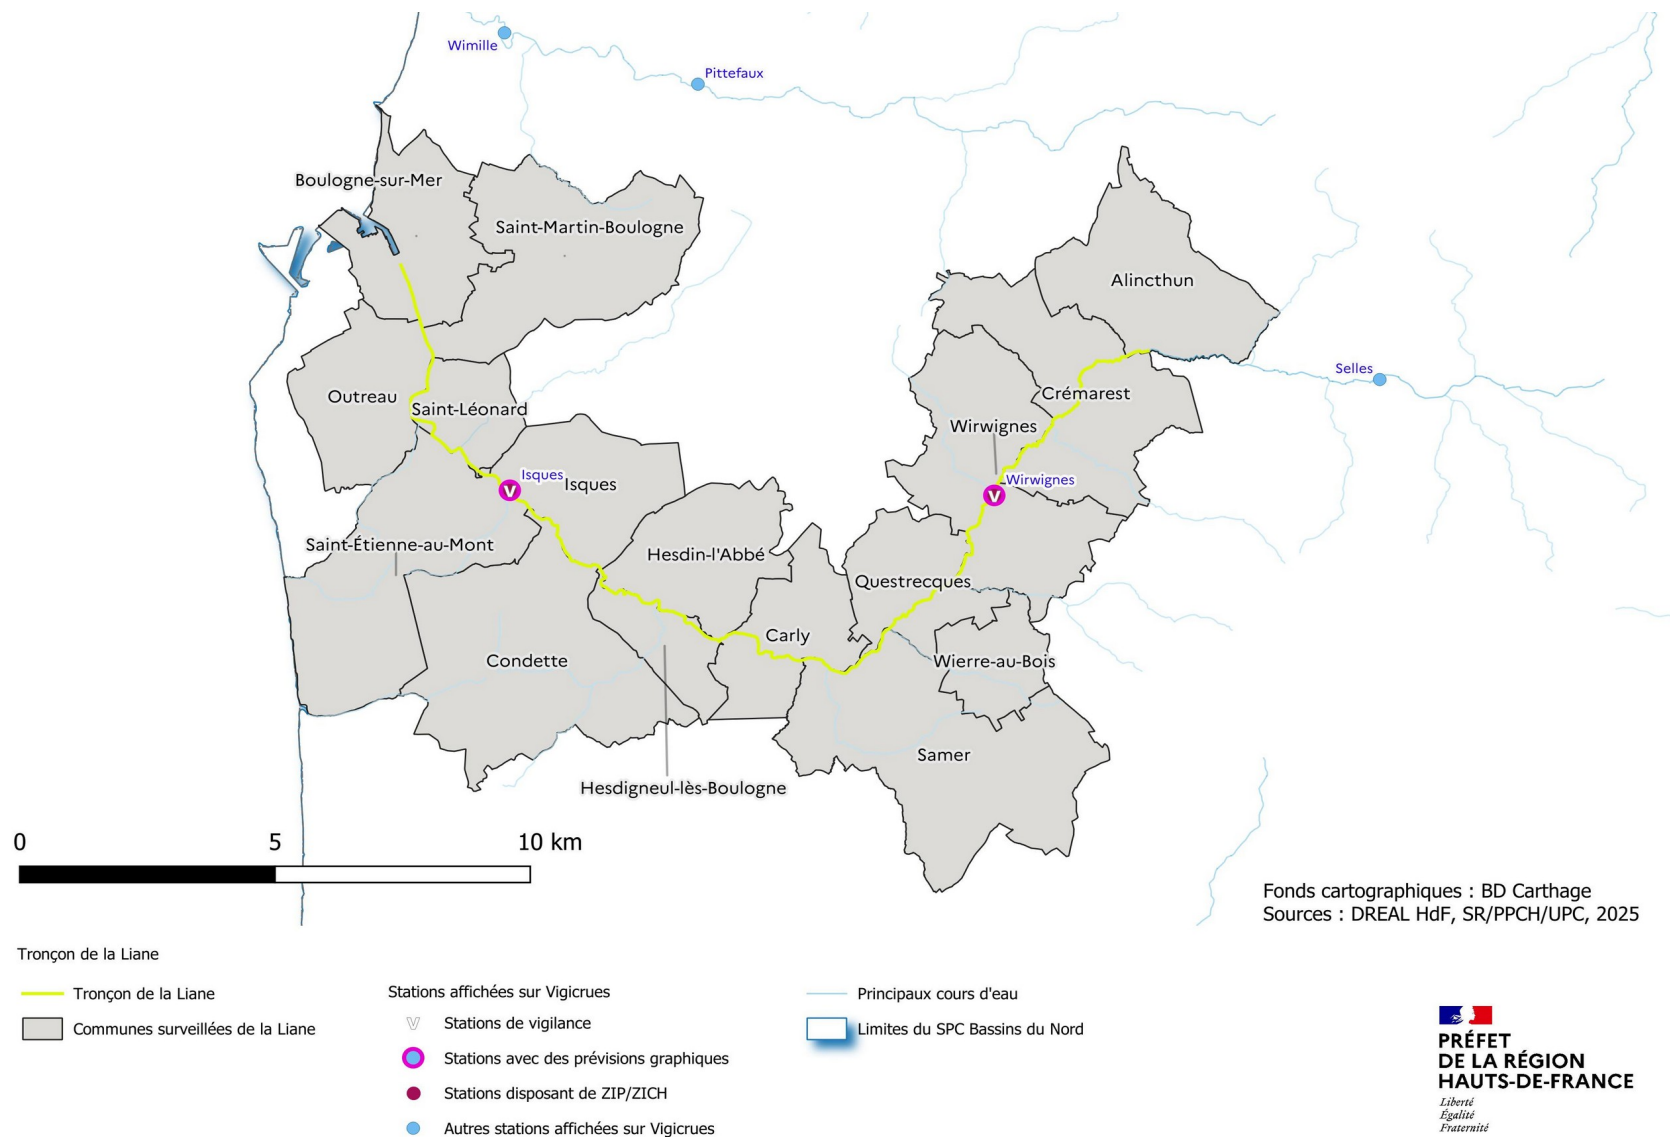 Wimille
Pittefaux
Boulogne-sur-Mer
Saint-Martin-Boulogne
Alincthun
Selles
Outreau
Saint-Léonard
Crémarest
Wirwignes
Isques
Isques
V
Wirwignes
V
Saint-Étienne-au-Mont
Hesdin-l'Abbé
Questrecques
Carly
Condette
Wierre-au-Bois
Samer
Hesdigneul-lès-Boulogne
0 5 10 km
Fonds cartographiques : BD Carthage
Sources : DREAL HdF, SR/PPCH/UPC, 2025
Tronçon de la Liane
Tronçon de la Liane
Communes surveillées de la Liane
Stations affichées sur Vigicrues
V Stations de vigilance
Stations avec des prévisions graphiques
Stations disposant de ZIP/ZICH
Autres stations affichées sur Vigicrues
Principaux cours d'eau
Limites du SPC Bassins du Nord
PRÉFET
DE LA RÉGION
HAUTS-DE-FRANCE
Liberté
Égalité
Fraternité